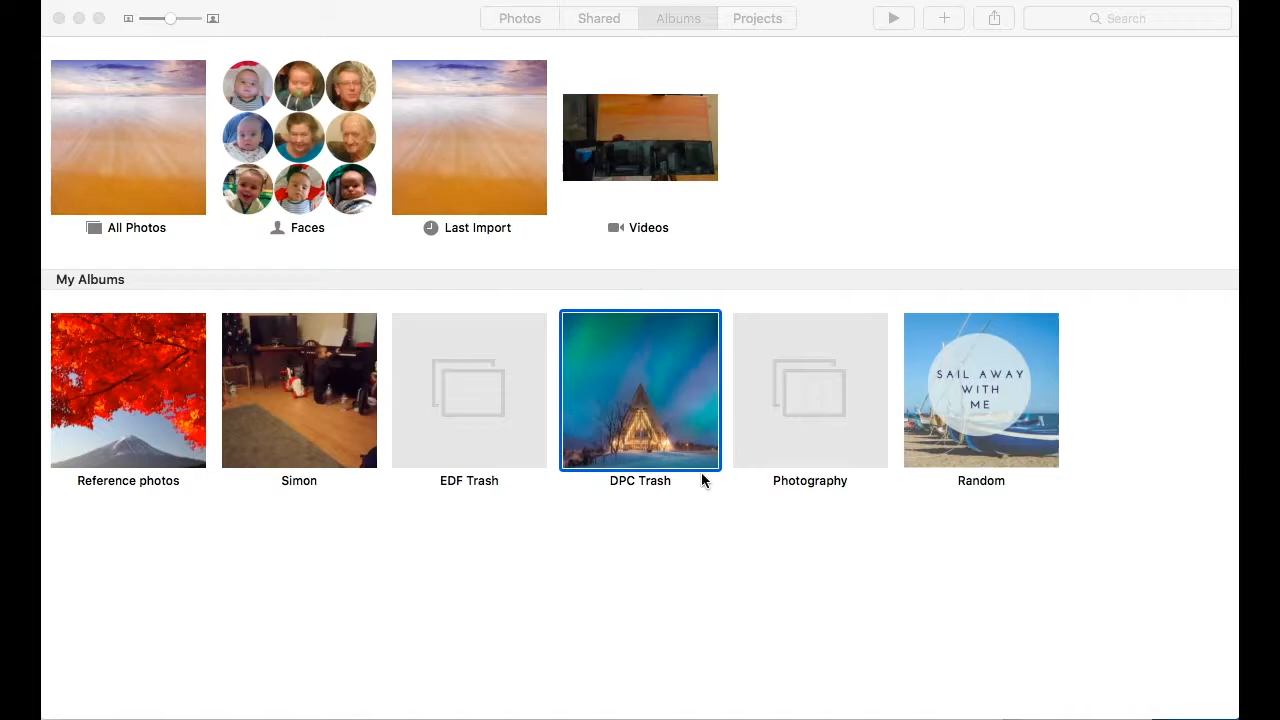 Photos Shared Albums Projects Search
All Photos Faces Last Import Videos
My Albums
SAIL AWAY
WITH
ME
Reference photos Simon EDF Trash DPC Trash Photography Random